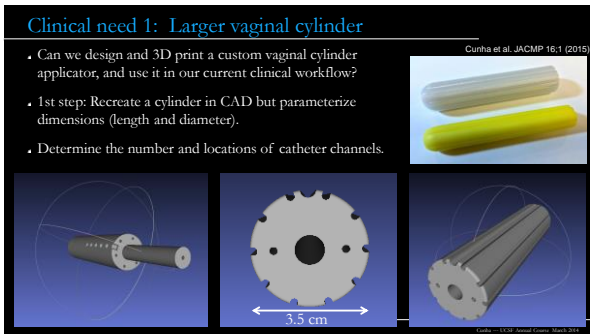 Clinical need 1:  Larger vaginal cylinder
Cunha et al. JACMP 16;1 (2015)
Can we design and 3D print a custom vaginal cylinder
applicator, and use it in our current clinical workflow?
1st step: Recreate a cylinder in CAD but parameterize
dimensions (length and diameter).
Determine the number and locations of catheter channels.
3.5 cm
Cunha — UCSF Annual Course March 2014